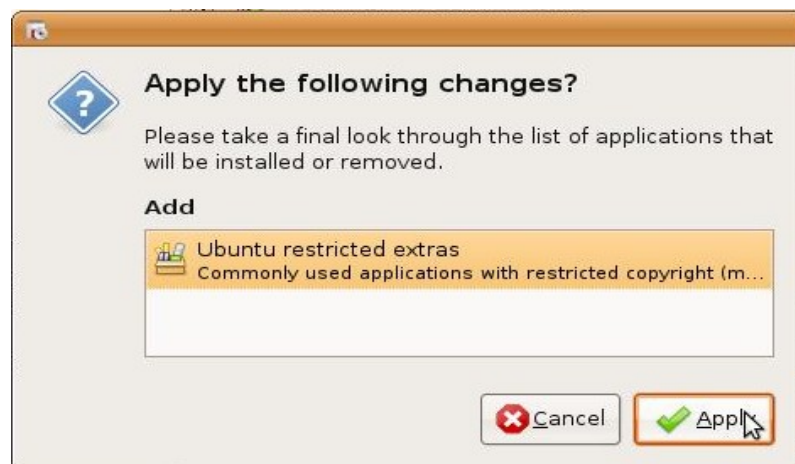 Apply the following changes?
Please take a final look through the list of applications that
will be installed or removed.
Add
Ubuntu restricted extras
Commonly used applications with restricted copyright (m...
Cancel
Apply